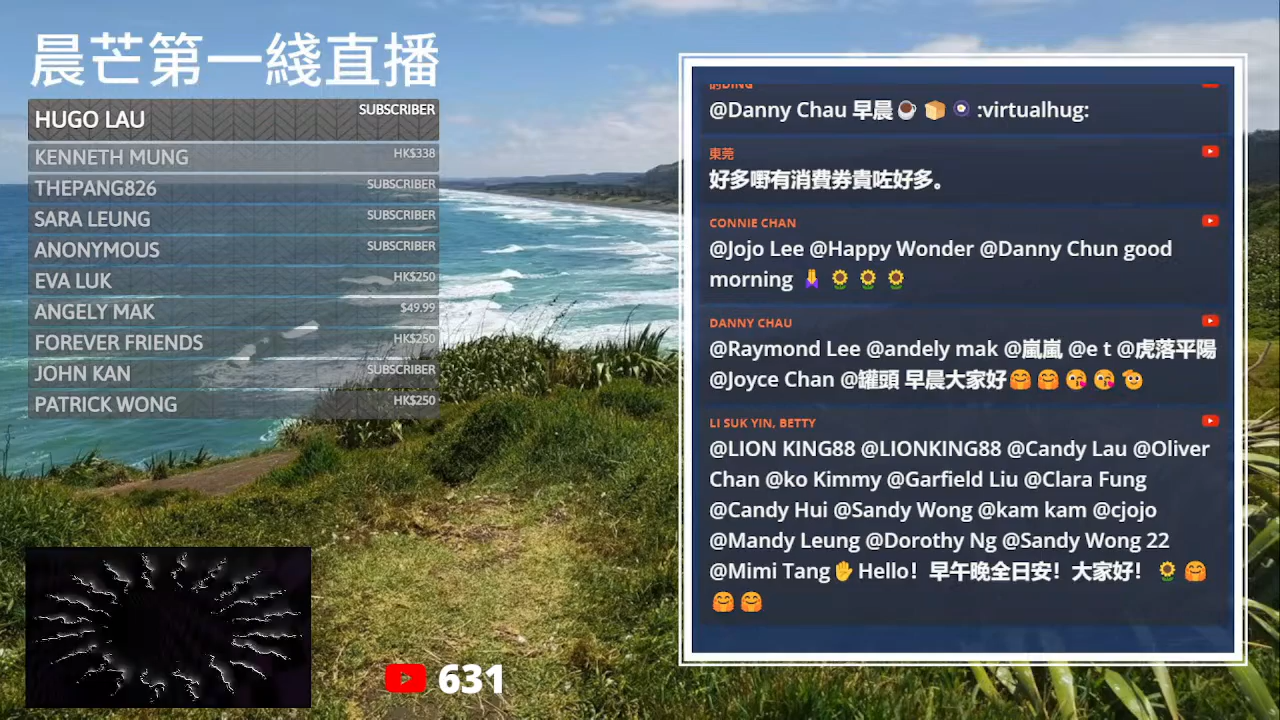 晨芒第一綫直播
HUGO LAU SUBSCRIBER
KENNETH MUNG HK$338
THEPANG826 SUBSCRIBER
SARA LEUNG SUBSCRIBER
ANONYMOUS SUBSCRIBER
EVA LUK HK$250
ANGELY MAK $49.99
FOREVER FRIENDS HK$250
JOHN KAN SUBSCRIBER
PATRICK WONG HK$250
@Danny Chau 早晨☕🍞🍳 :virtualhug:
東莞
好多嘢有消費券貴咗好多。
CONNIE CHAN
@Jojo Lee @Happy Wonder @Danny Chun good
morning 🌻 🌻 🌻
DANNY CHAU
@Raymond Lee @andely mak @嵐嵐 @e t @虎落平陽
@Joyce Chan @罐頭 早晨大家好🤗 🤗 😘 😘 🫡
LI SUK YIN, BETTY
@LION KING88 @LIONKING88 @Candy Lau @Oliver
Chan @ko Kimmy @Garfield Liu @Clara Fung
@Candy Hui @Sandy Wong @kam kam @cjojo
@Mandy Leung @Dorothy Ng @Sandy Wong 22
@Mimi Tang✋Hello！早午晚全日安！大家好！ 🌻 🤗
🤗 🤗
631